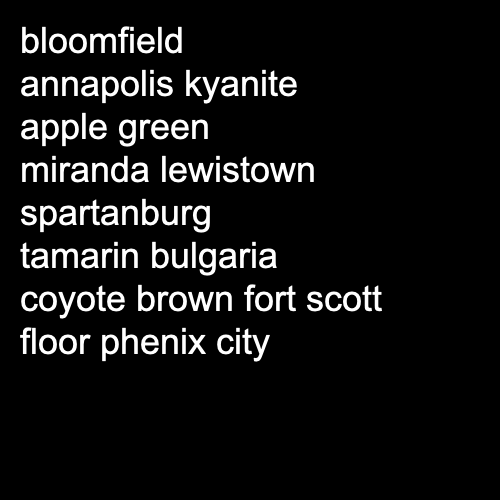 bloomfield
annapolis kyanite
apple green
miranda lewistown
spartanburg
tamarin bulgaria
coyote brown fort scott
floor phenix city